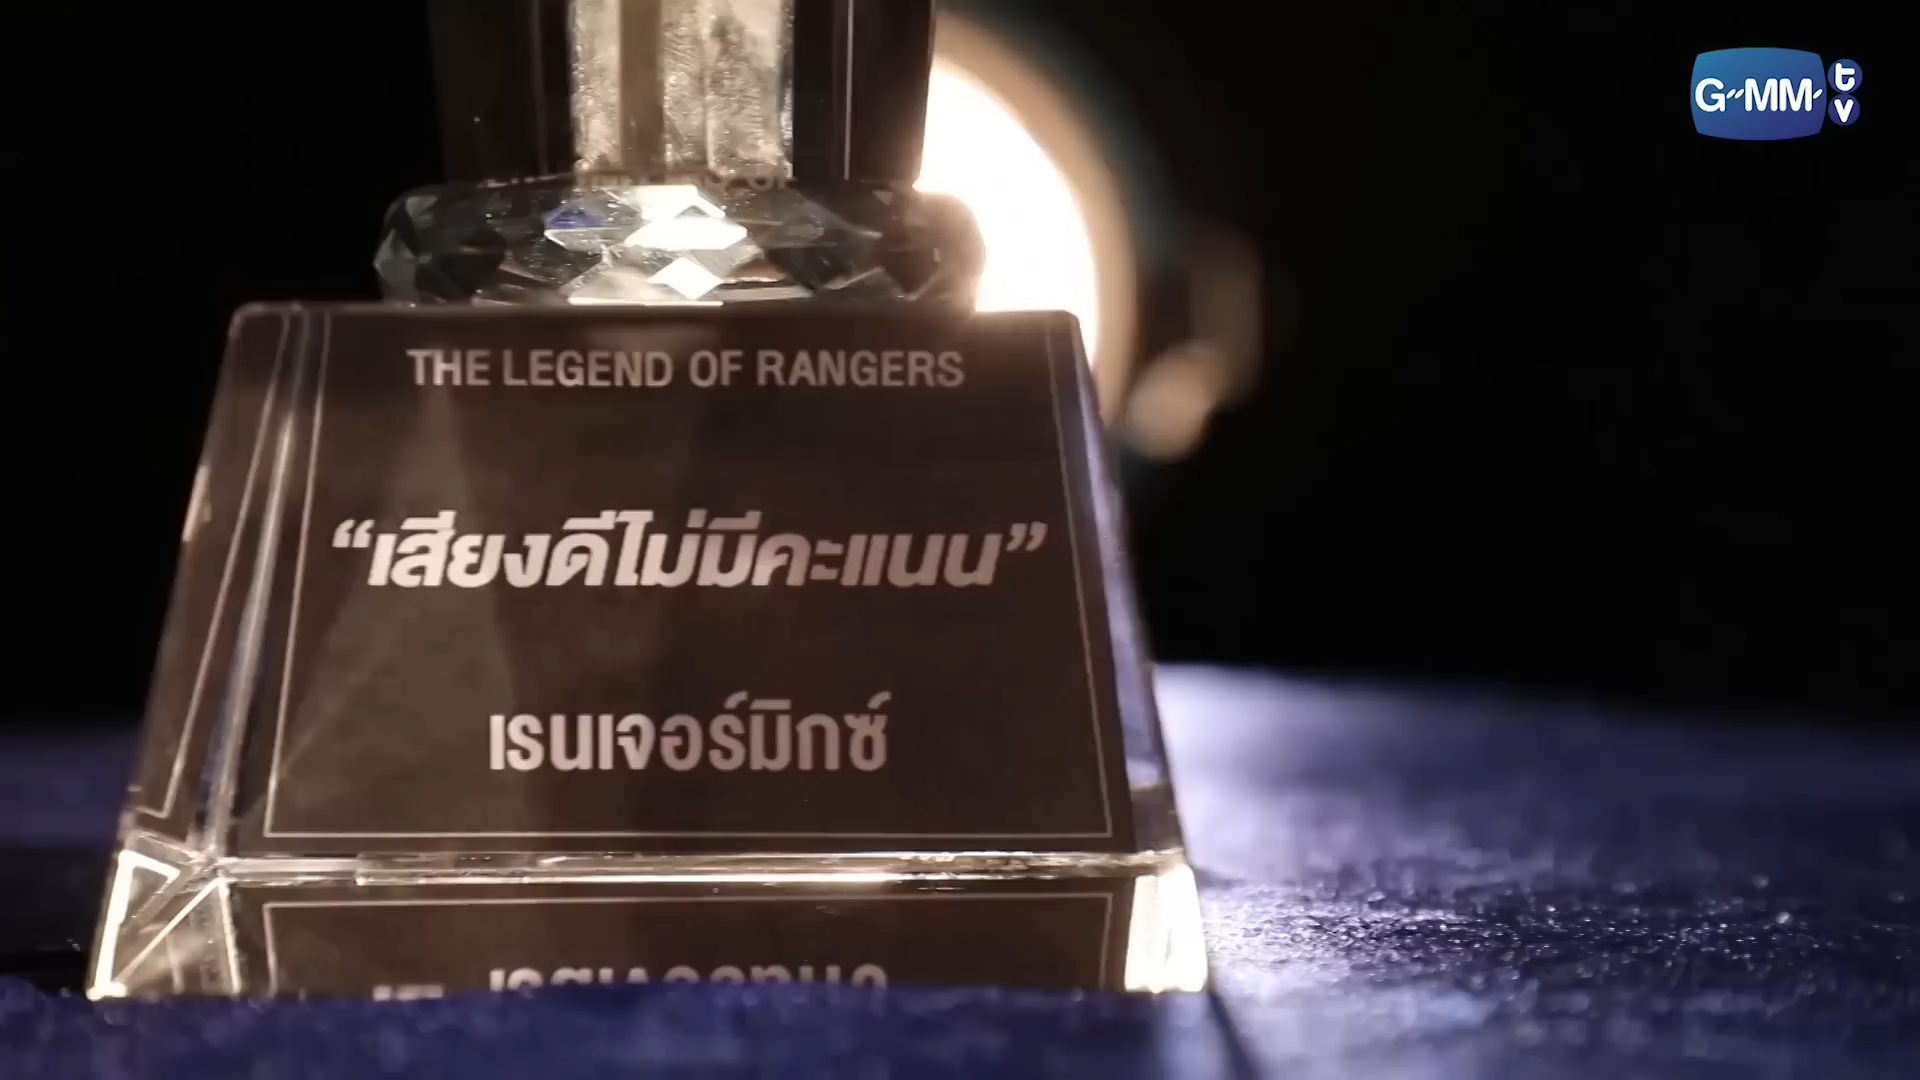 GMM
tv
THE LEGEND OF RANGERS
“เสียงดีไม่มีคะแนน”
เรนเจอร์มิกซ์